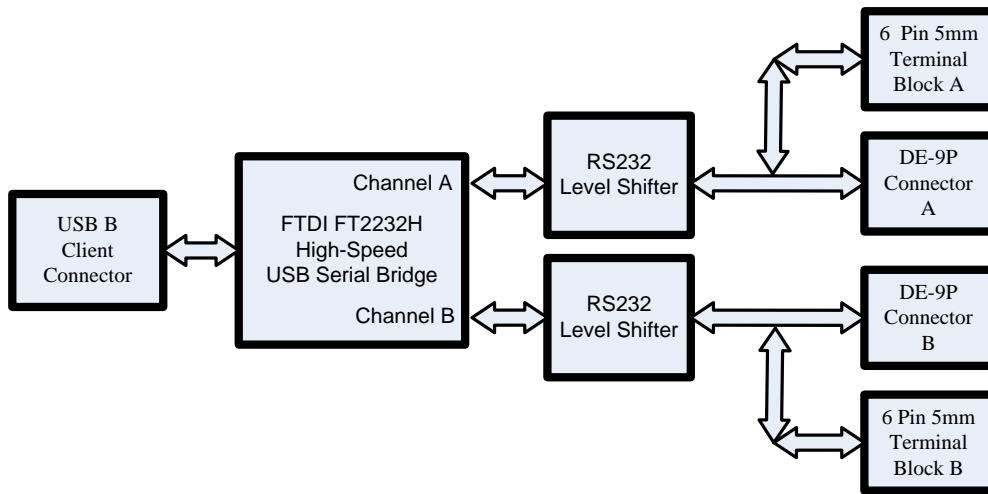 USB B
Client
Connector
Channel A
FTDI FT2232H
High-Speed
USB Serial Bridge
Channel B
RS232
Level Shifter
RS232
Level Shifter
6 Pin 5mm
Terminal
Block A
DE-9P
Connector
A
DE-9P
Connector
B
6 Pin 5mm
Terminal
Block B